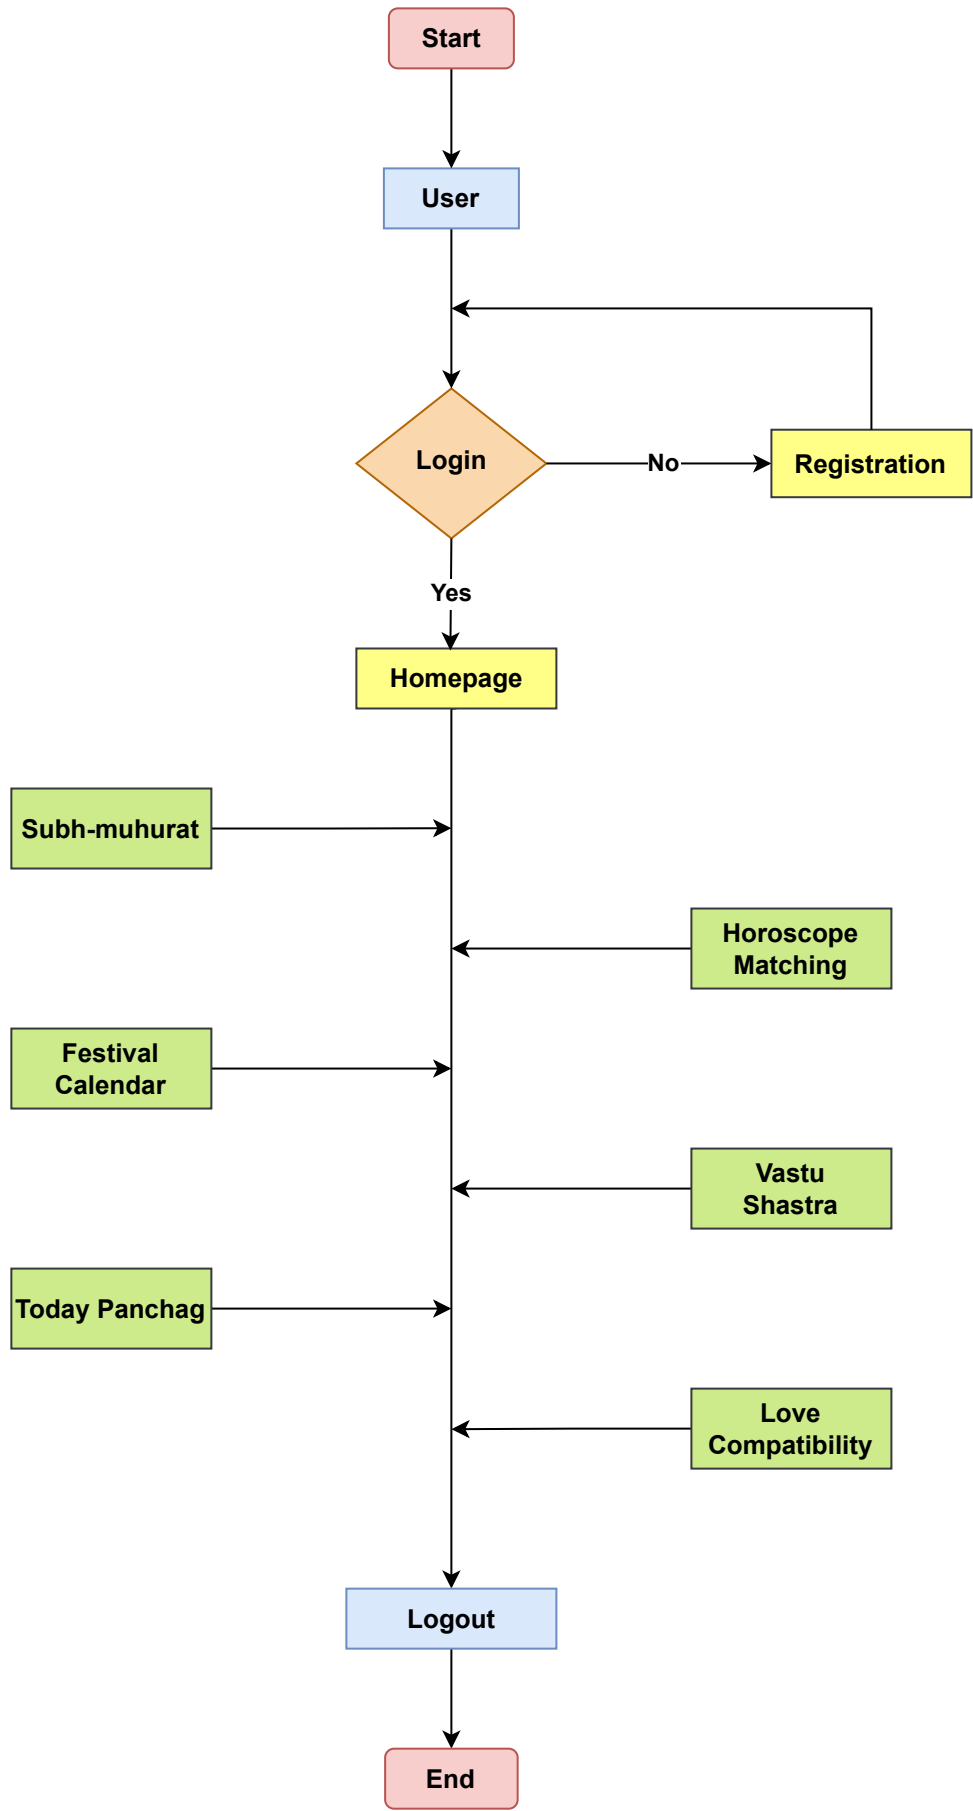 Start
User
Login
No
Registration
Yes
Homepage
Subh-muhurat
Horoscope
Matching
Festival
Calendar
Vastu
Shastra
Today Panchag
Love
Compatibility
Logout
End